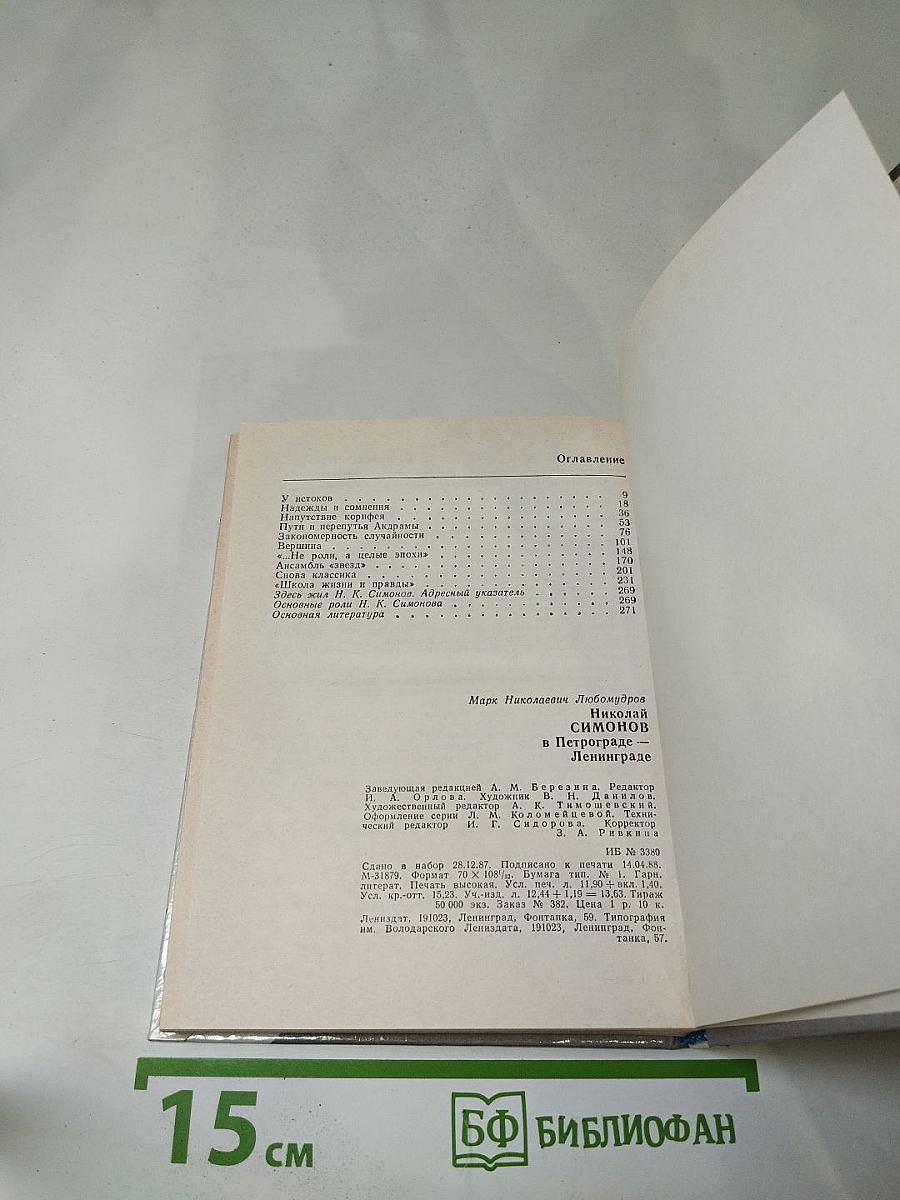 Оглавление
У истоков . . . . . . . . . . . . . . . . . . . 9
Надежды и сомнения . . . . . . . . . . . . . . . 18
Напутствие корифея . . . . . . . . . . . . . . . 36
Пути и перепутья Акдрамы . . . . . . . . . . . . . 53
Закономерность случайности . . . . . . . . . . . . . 76
Вершина . . . . . . . . . . . . . . . . . . . . 101
«...Не роли, а целые эпохи» . . . . . . . . . . . . . 148
Ансамбль «звезд» . . . . . . . . . . . . . . . . . 170
Снова классика . . . . . . . . . . . . . . . . . . 201
«Школа жизни и правды» . . . . . . . . . . . . . . 231
Здесь жил Н. К. Симонов. Адресный указатель . . . . . . 269
Основные роли Н. К. Симонова . . . . . . . . . . . . 269
Основная литература . . . . . . . . . . . . . . . . 271
Марк Николаевич Любомудров
Николай
СИМОНОВ
в Петрограде —
Ленинграде
Заведующая редакцией А. М. Березина. Редактор
И. А. Орлова. Художник В. Н. Данилов.
Художественный редактор А. К. Тимошевский.
Оформление серии Л. М. Коломейцевой. Техни-
ческий редактор И. Г. Сидорова. Корректор
З. А. Ривкина
ИБ № 3380
Сдано в набор 28.12.87. Подписано к печати 14.04.88.
М-31879. Формат 70×108¹/₃₂. Бумага тип. № 1. Гарн.
литерат. Печать высокая. Усл. печ. л. 11,90+вкл. 1,40.
Усл. кр.-отт. 15,23. Уч.-изд. л. 12,44+1,19=13,63. Тираж
50 000 экз. Заказ № 382. Цена 1 р. 10 к.
Лениздат, 191023, Ленинград, Фонтанка, 59. Типография
им. Володарского Лениздата, 191023, Ленинград, Фон-
танка, 57.
15 см
БФ БИБЛИОФАН